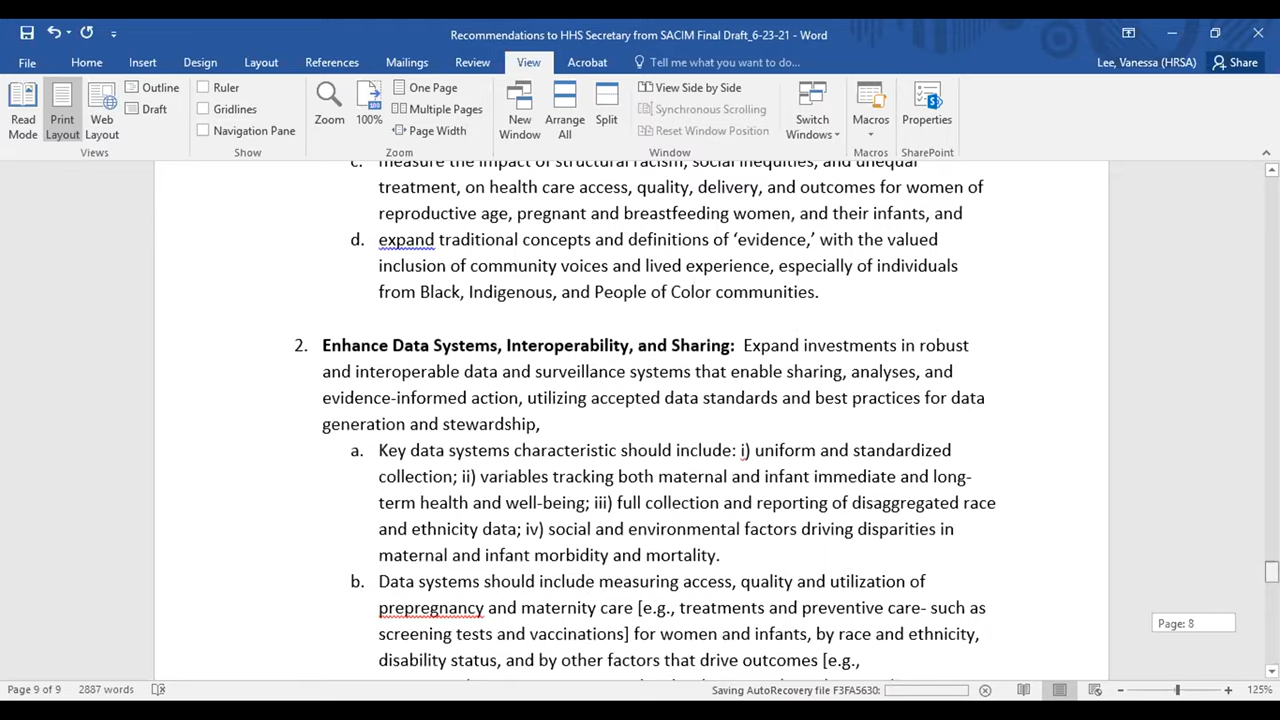 Recommendations to HHS Secretary from SACIM Final Draft_6-23-21 - Word
File Home Insert Design Layout References Mailings Review View Acrobat Tell me what you want to do... Lee, Vanessa (HRSA) Share
Read Mode
Print Layout
Web Layout
Outline
Draft
Views
Ruler
Gridlines
Navigation Pane
Show
Zoom
100%
One Page
Multiple Pages
Page Width
Zoom
New Window
Arrange All
Split
View Side by Side
Synchronous Scrolling
Reset Window Position
Window
Switch Windows
Macros
Macros
Properties
SharePoint
c. measure the impact of structural racism, social inequities, and unequal
treatment, on health care access, quality, delivery, and outcomes for women of
reproductive age, pregnant and breastfeeding women, and their infants, and
d. expand traditional concepts and definitions of ‘evidence,’ with the valued
inclusion of community voices and lived experience, especially of individuals
from Black, Indigenous, and People of Color communities.
2. Enhance Data Systems, Interoperability, and Sharing: Expand investments in robust
and interoperable data and surveillance systems that enable sharing, analyses, and
evidence-informed action, utilizing accepted data standards and best practices for data
generation and stewardship,
a. Key data systems characteristic should include: i) uniform and standardized
collection; ii) variables tracking both maternal and infant immediate and long-
term health and well-being; iii) full collection and reporting of disaggregated race
and ethnicity data; iv) social and environmental factors driving disparities in
maternal and infant morbidity and mortality.
b. Data systems should include measuring access, quality and utilization of
prepregnancy and maternity care [e.g., treatments and preventive care- such as
screening tests and vaccinations] for women and infants, by race and ethnicity,
disability status, and by other factors that drive outcomes [e.g.,
Page: 8
Page 9 of 9 2887 words Saving AutoRecovery file F3FA5630: 125%